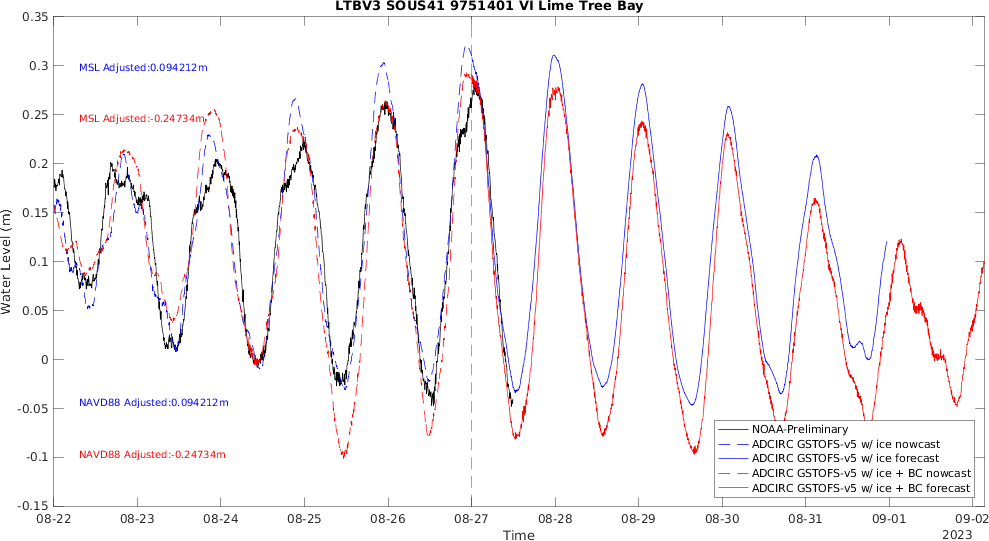 LTBV3 SOUS41 9751401 VI Lime Tree Bay
0.35
0.3
0.25
0.2
0.15
0.1
0.05
0
-0.05
-0.1
-0.15
Water Level (m)
MSL Adjusted:0.094212m
MSL Adjusted:-0.24734m
NAVD88 Adjusted:0.094212m
NAVD88 Adjusted:-0.24734m
NOAA-Preliminary
ADCIRC GSTOFS-v5 w/ ice nowcast
ADCIRC GSTOFS-v5 w/ ice forecast
ADCIRC GSTOFS-v5 w/ ice + BC nowcast
ADCIRC GSTOFS-v5 w/ ice + BC forecast
08-22 08-23 08-24 08-25 08-26 08-27 08-28 08-29 08-30 08-31 09-01 09-02
Time
2023